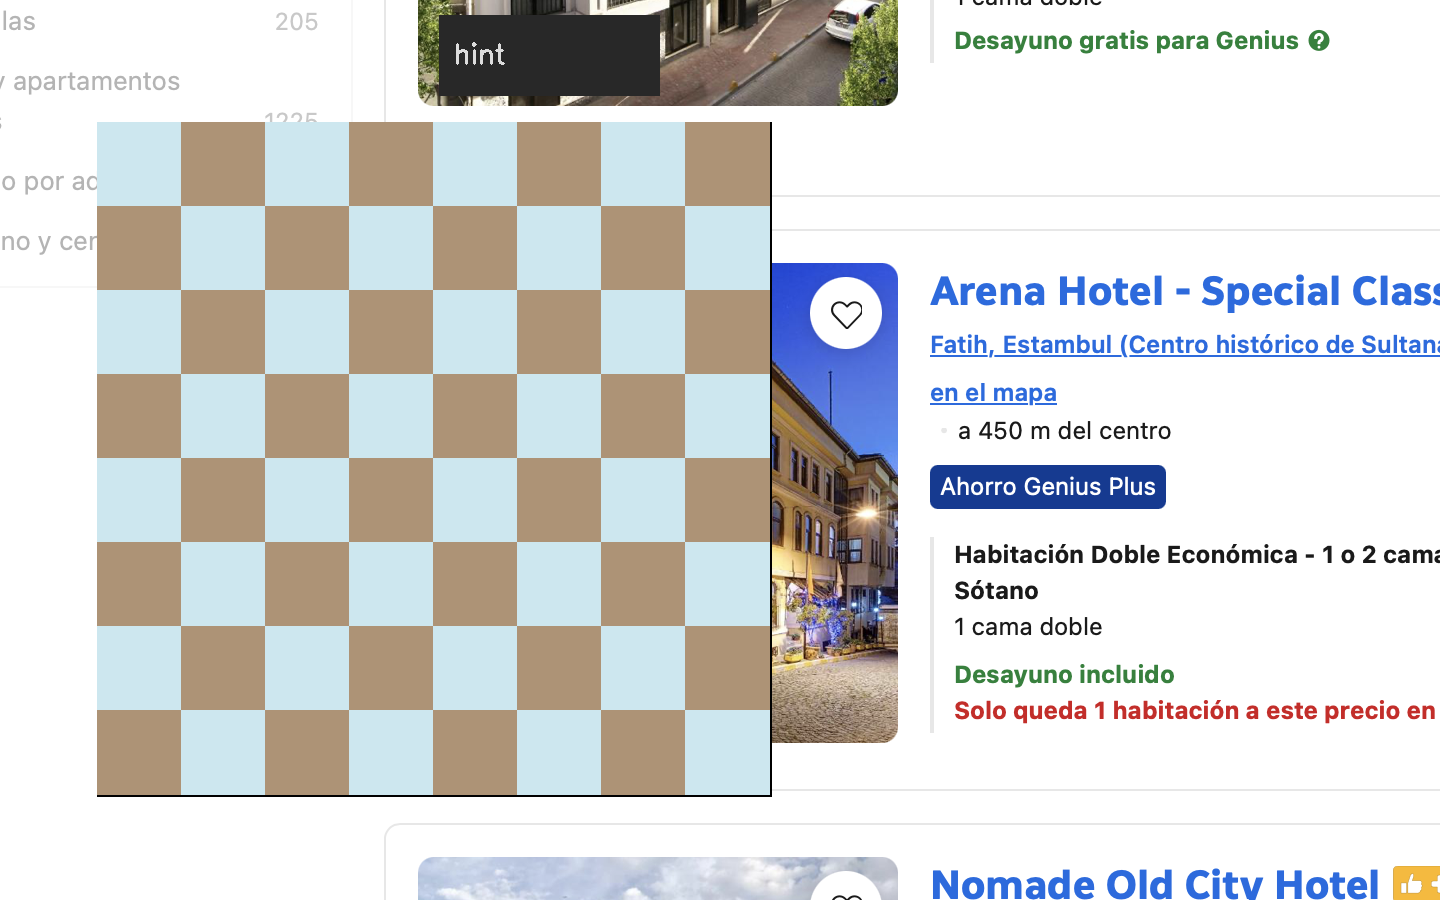 las
205
hint
1 cama doble
Desayuno gratis para Genius
y apartamentos
1225
o por ad
no y cer
Arena Hotel - Special Class
Fatih, Estambul (Centro histórico de Sultana
en el mapa
a 450 m del centro
Ahorro Genius Plus
Habitación Doble Económica - 1 o 2 cama
Sótano
1 cama doble
Desayuno incluido
Solo queda 1 habitación a este precio en
Nomade Old City Hotel